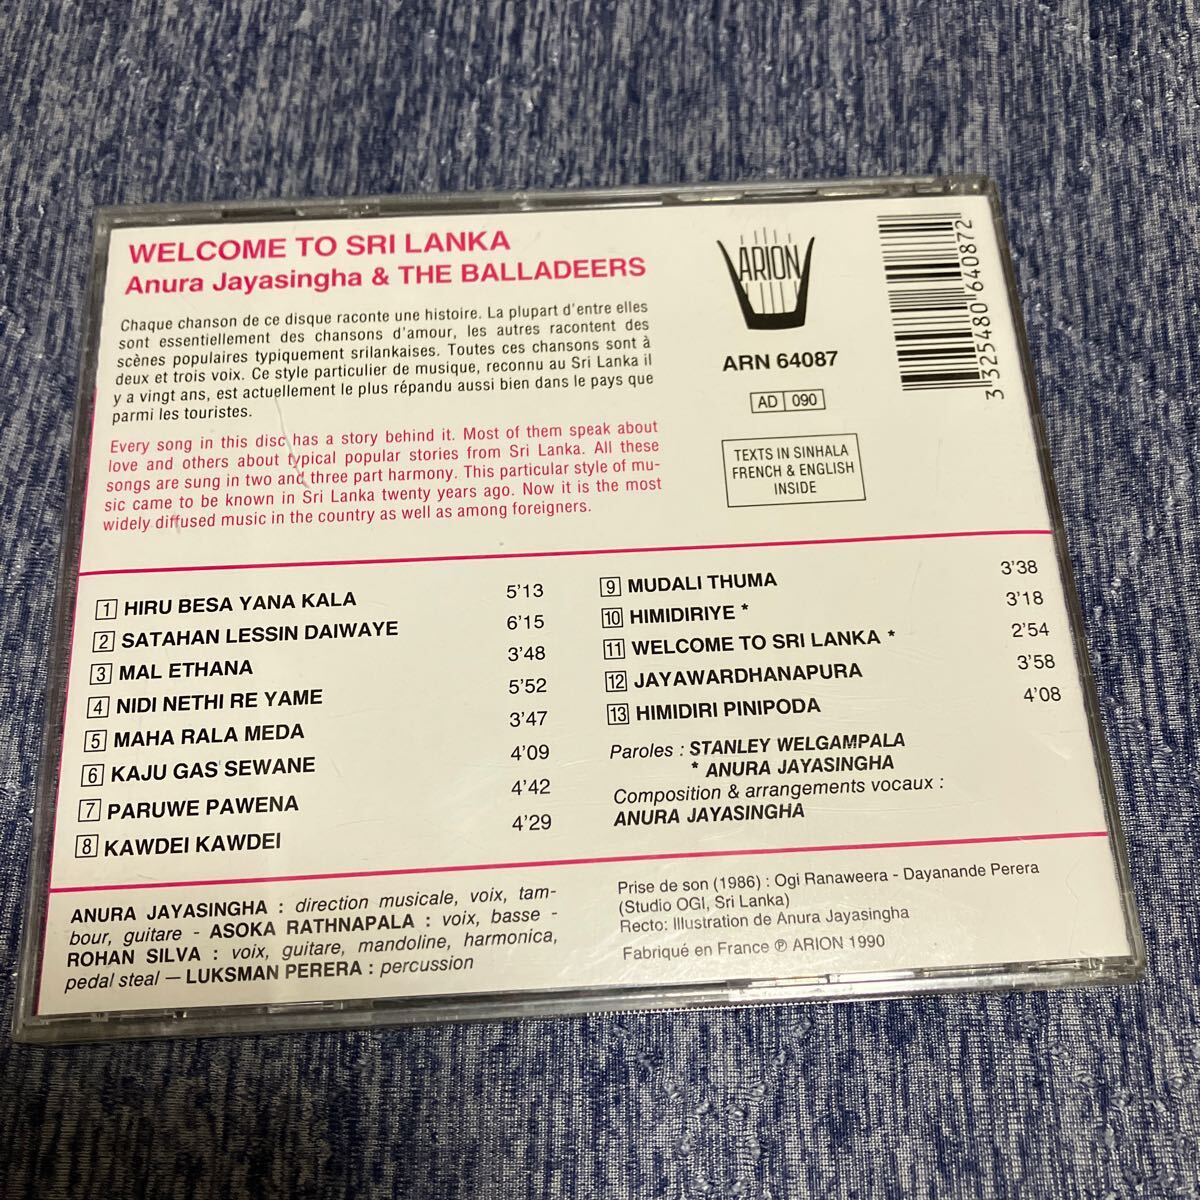 WELCOME TO SRI LANKA
Anura Jayasingha & THE BALLADEERS
Chaque chanson de ce disque raconte une histoire. La plupart d'entre elles
sont essentiellement des chansons d'amour, les autres racontent des
scènes populaires typiquement srilankaises. Toutes ces chansons sont à
deux et trois voix. Ce style particulier de musique, reconnu au Sri Lanka il
y a vingt ans, est actuellement le plus répandu aussi bien dans le pays que
parmi les touristes.
Every song in this disc has a story behind it. Most of them speak about
love and others about typical popular stories from Sri Lanka. All these
songs are sung in two and three part harmony. This particular style of mu-
sic came to be known in Sri Lanka twenty years ago. Now it is the most
widely diffused music in the country as well as among foreigners.
ARION
ARN 64087
AD 090
TEXTS IN SINHALA
FRENCH & ENGLISH
INSIDE
3 325480 640872
1 HIRU BESA YANA KALA 5'13
2 SATAHAN LESSIN DAIWAYE 6'15
3 MAL ETHANA 3'48
4 NIDI NETHI RE YAME 5'52
5 MAHA RALA MEDA 3'47
6 KAJU GAS SEWANE 4'09
7 PARUWE PAWENA 4'42
8 KAWDEI KAWDEI 4'29
9 MUDALI THUMA 3'38
10 HIMIDIRIYE * 3'18
11 WELCOME TO SRI LANKA * 2'54
12 JAYAWARDHANAPURA 3'58
13 HIMIDIRI PINIPODA 4'08
Paroles : STANLEY WELGAMPALA
* ANURA JAYASINGHA
Composition & arrangements vocaux :
ANURA JAYASINGHA
ANURA JAYASINGHA : direction musicale, voix, tam-
bour, guitare - ASOKA RATHNAPALA : voix, basse -
ROHAN SILVA : voix, guitare, mandoline, harmonica,
pedal steal — LUKSMAN PERERA : percussion
Prise de son (1986) : Ogi Ranaweera - Dayanande Perera
(Studio OGI, Sri Lanka)
Recto: Illustration de Anura Jayasingha
Fabriqué en France ℗ ARION 1990